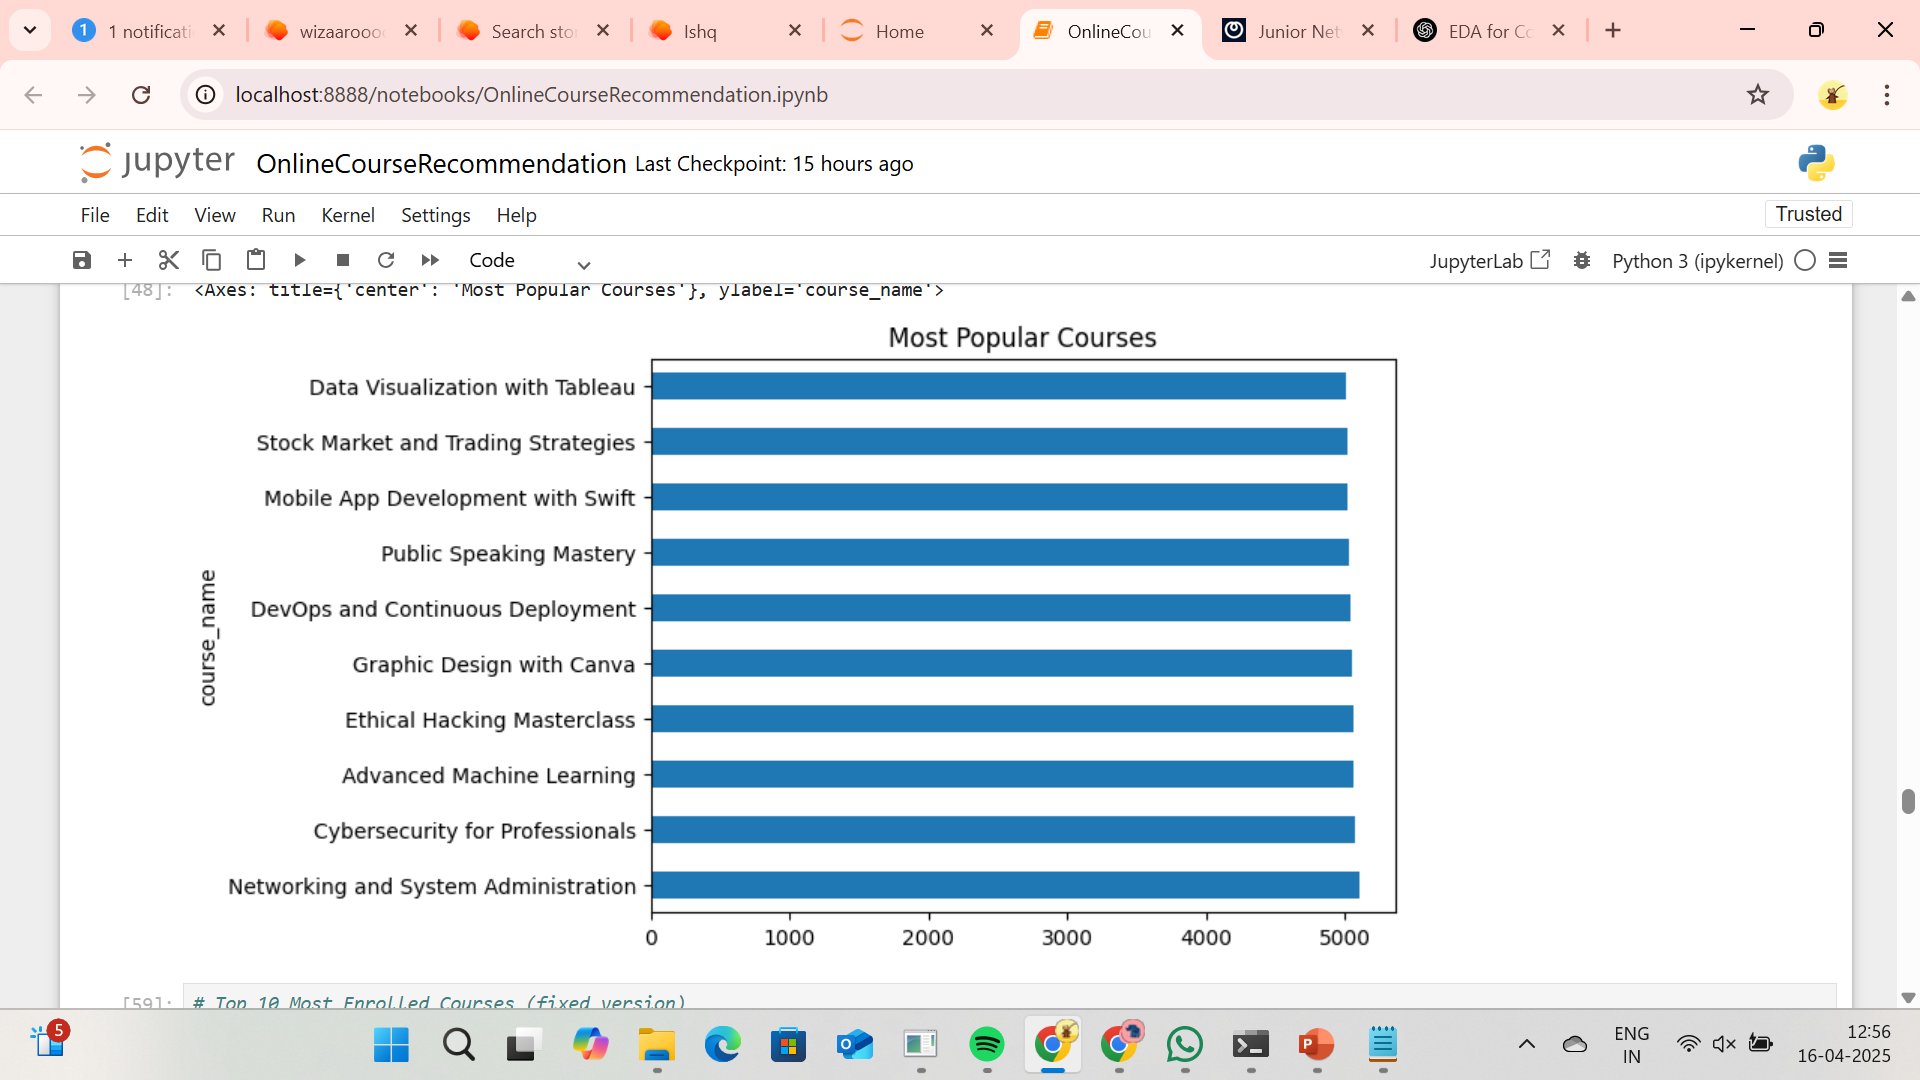 1 notificati
wizaarooo
Search sto
Ishq
Home
OnlineCou
Junior Net
EDA for Co
localhost:8888/notebooks/OnlineCourseRecommendation.ipynb
jupyter OnlineCourseRecommendation Last Checkpoint: 15 hours ago
File Edit View Run Kernel Settings Help
Trusted
Code
JupyterLab
Python 3 (ipykernel)
[48]: <Axes: title={'center': 'Most Popular Courses'}, ylabel='course_name'>
Most Popular Courses
course_name
Data Visualization with Tableau
Stock Market and Trading Strategies
Mobile App Development with Swift
Public Speaking Mastery
DevOps and Continuous Deployment
Graphic Design with Canva
Ethical Hacking Masterclass
Advanced Machine Learning
Cybersecurity for Professionals
Networking and System Administration
0 1000 2000 3000 4000 5000
[59]: # Top 10 Most Enrolled Courses (fixed version)
5
ENG
IN
12:56
16-04-2025